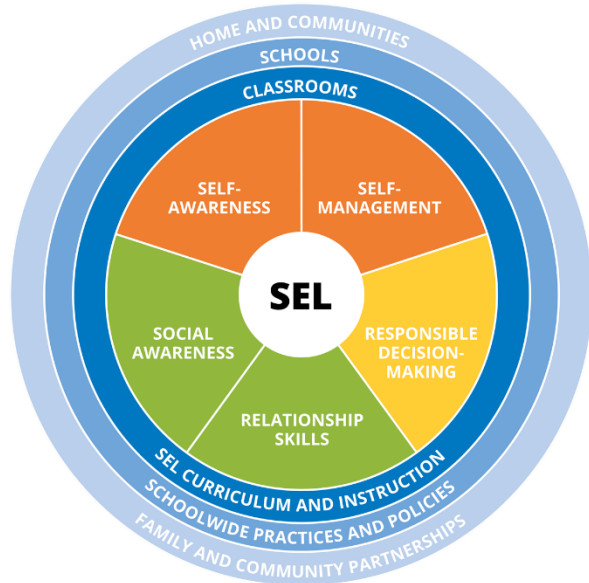 HOME AND COMMUNITIES
SCHOOLS
CLASSROOMS
SELF-
AWARENESS
SELF-
MANAGEMENT
SEL
SOCIAL
AWARENESS
RESPONSIBLE
DECISION-
MAKING
RELATIONSHIP
SKILLS
SEL CURRICULUM AND INSTRUCTION
SCHOOLWIDE PRACTICES AND POLICIES
FAMILY AND COMMUNITY PARTNERSHIPS